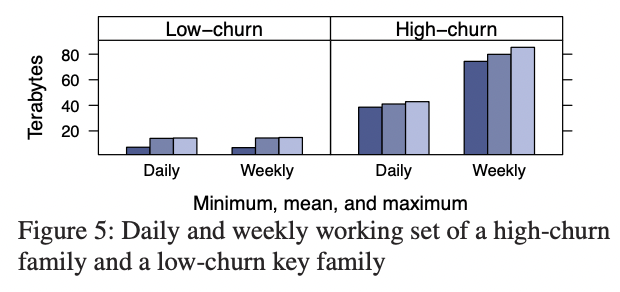 Low−churn
High−churn
Terabytes
80
60
40
20
Daily
Weekly
Daily
Weekly
Minimum, mean, and maximum
Figure 5: Daily and weekly working set of a high-churn
family and a low-churn key family